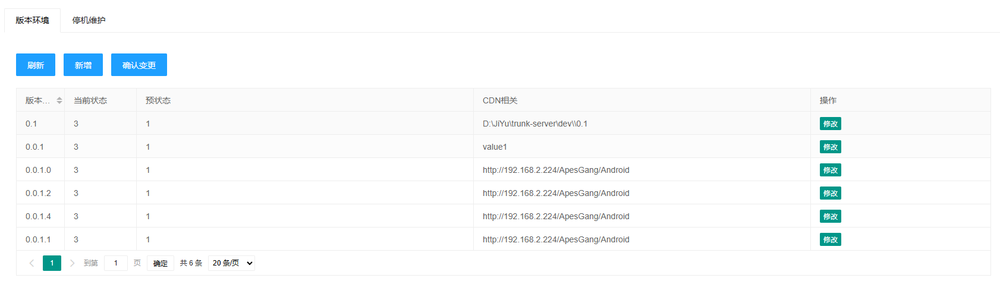 版本环境 停机维护
刷新 新增 确认变更
版本... 当前状态 预状态 CDN相关 操作
0.1 3 1 D:\JiYu\trunk-server\dev\\0.1 修改
0.0.1 3 1 value1 修改
0.0.1.0 3 1 http://192.168.2.224/ApesGang/Android 修改
0.0.1.2 3 1 http://192.168.2.224/ApesGang/Android 修改
0.0.1.4 3 1 http://192.168.2.224/ApesGang/Android 修改
0.0.1.1 3 1 http://192.168.2.224/ApesGang/Android 修改
1 到第 1 页 确定 共 6 条 20 条/页